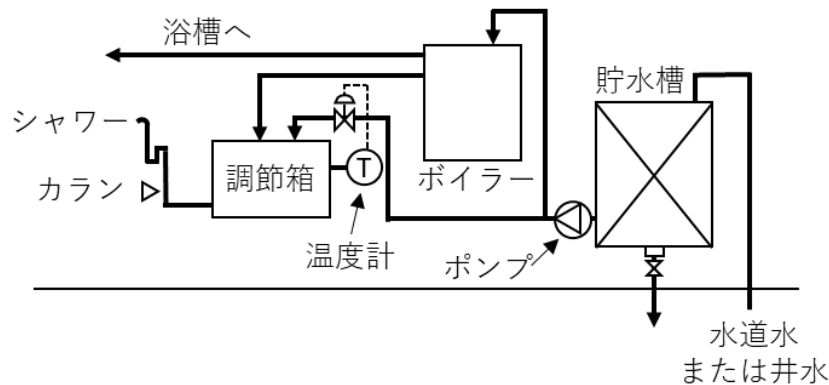 浴槽へ
貯水槽
シャワー
カラン
調節箱
T
ボイラー
温度計
ポンプ
水道水
または井水